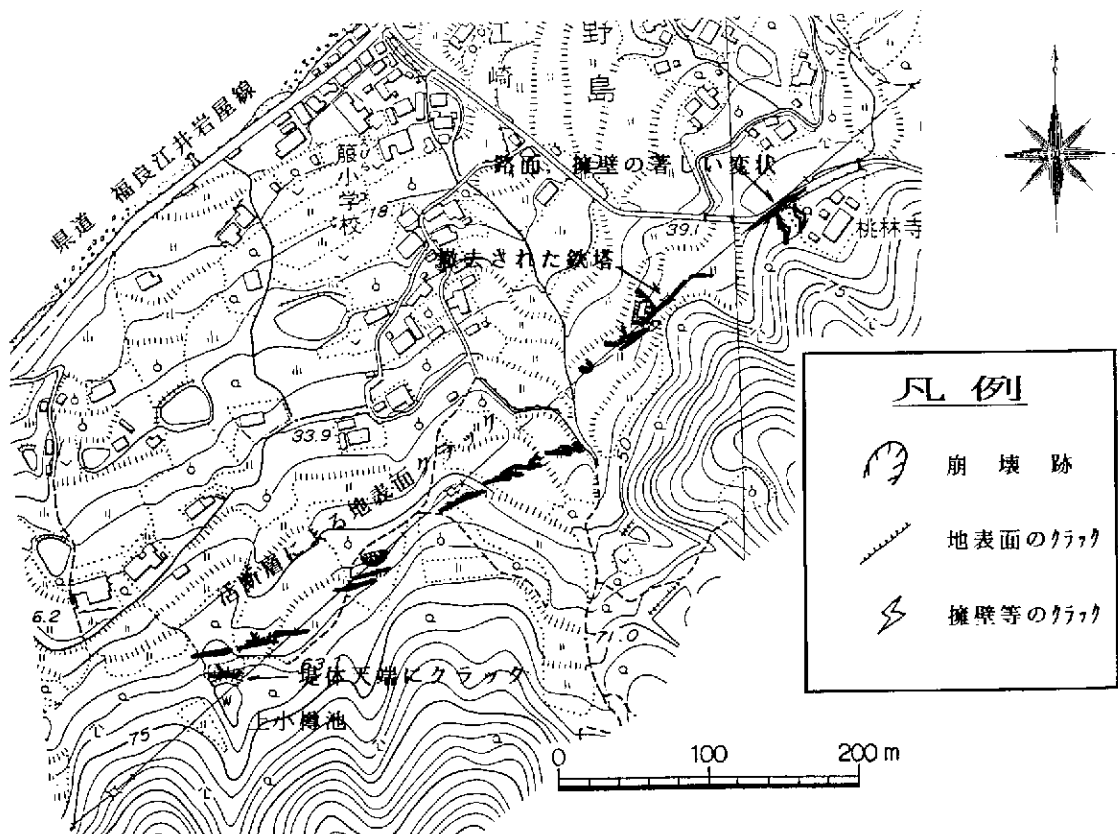 県道 福良江井岩屋線
野島
江崎
小学校
路面、擁壁の著しい変状
18
39.1
桃林寺
撤去された鉄塔
33.9
50
活断層による地表面クラック
6.2
63.1
71.0
堤体天端にクラック
上小樽池
75
凡例
崩壊跡
地表面のクラック
擁壁等のクラック
0 100 200 m